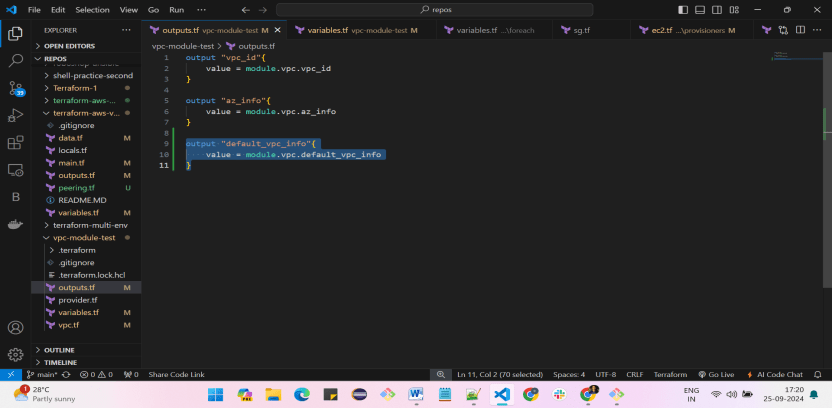 File Edit Selection View Go Run ··· repos
EXPLORER ···
OPEN EDITORS
REPOS
shell-practice-second
Terraform-1
terraform-aws-...
terraform-aws-v...
.gitignore
data.tf M
locals.tf
main.tf M
outputs.tf M
peering.tf U
README.MD
variables.tf M
terraform-multi-env
vpc-module-test
.terraform
.gitignore
.terraform.lock.hcl
outputs.tf M
provider.tf
variables.tf M
vpc.tf M
OUTLINE
TIMELINE
outputs.tf vpc-module-test M variables.tf vpc-module-test M variables.tf ...\foreach sg.tf ec2.tf ...\provisioners M
vpc-module-test > outputs.tf
1 output "vpc_id"{
2 value = module.vpc.vpc_id
3 }
4
5 output "az_info"{
6 value = module.vpc.az_info
7 }
8
9 output "default_vpc_info"{
10 value = module.vpc.default_vpc_info
11 }
39
B
main* 0 0 0 Share Code Link Ln 11, Col 2 (70 selected) Spaces: 4 UTF-8 CRLF Terraform Go Live AI Code Chat
1 28°C
Partly sunny
ENG
IN
17:20
25-09-2024